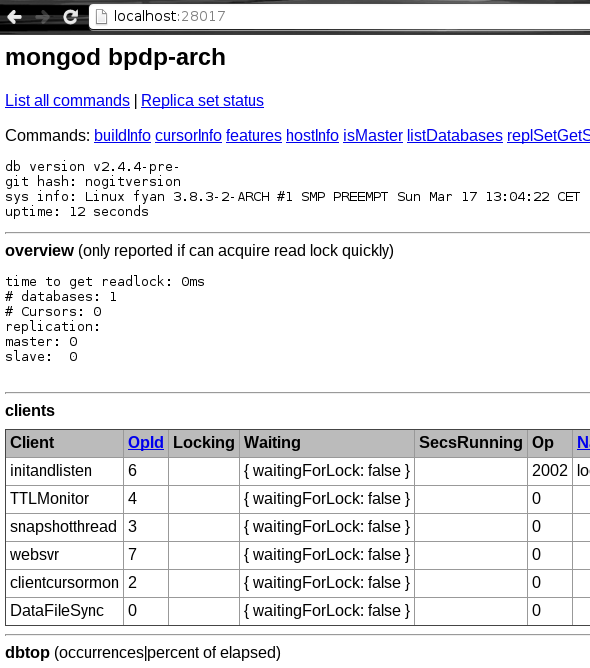 localhost:28017
mongod bpdp-arch
List all commands | Replica set status
Commands: buildInfo cursorInfo features hostInfo isMaster listDatabases replSetGetS
db version v2.4.4-pre-
git hash: nogitversion
sys info: Linux fyan 3.8.3-2-ARCH #1 SMP PREEMPT Sun Mar 17 13:04:22 CET
uptime: 12 seconds
overview (only reported if can acquire read lock quickly)
time to get readlock: 0ms
# databases: 1
# Cursors: 0
replication:
master: 0
slave:  0
clients
Client OpId Locking Waiting SecsRunning Op Na
initandlisten 6 { waitingForLock: false } 2002 lo
TTLMonitor 4 { waitingForLock: false } 0
snapshotthread 3 { waitingForLock: false } 0
websvr 7 { waitingForLock: false } 0
clientcursormon 2 { waitingForLock: false } 0
DataFileSync 0 { waitingForLock: false } 0
dbtop (occurrences|percent of elapsed)